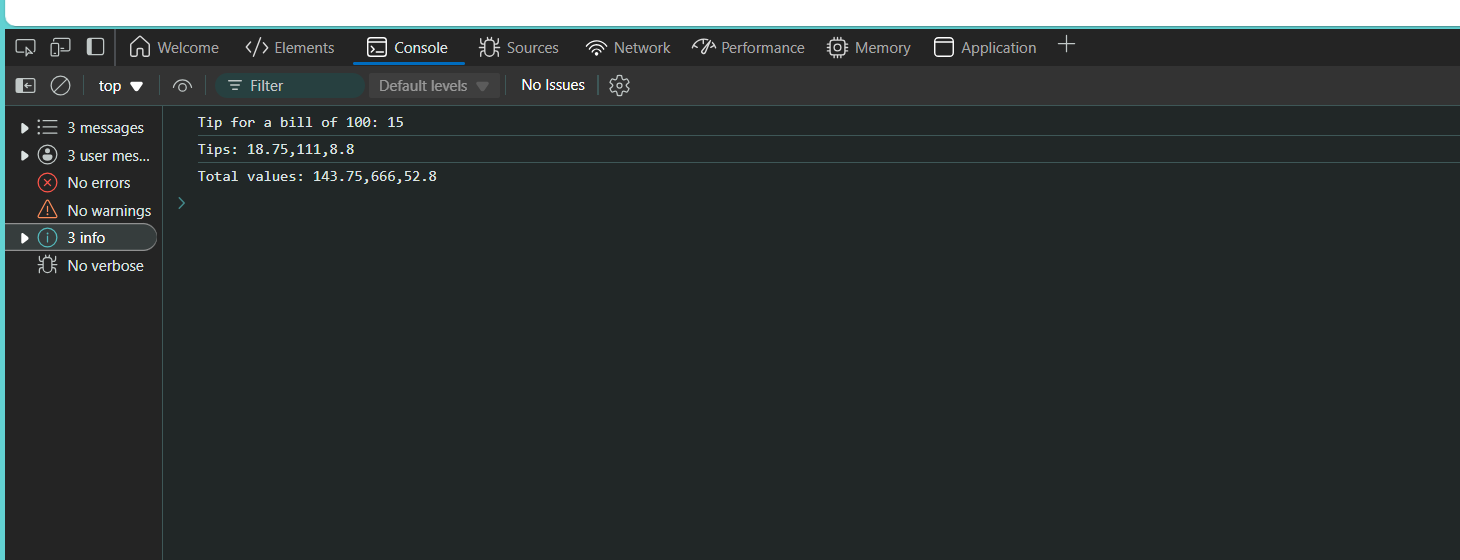 Welcome Elements Console Sources Network Performance Memory Application
top Filter Default levels No Issues
3 messages
3 user mes...
No errors
No warnings
3 info
No verbose
Tip for a bill of 100: 15
Tips: 18.75,111,8.8
Total values: 143.75,666,52.8